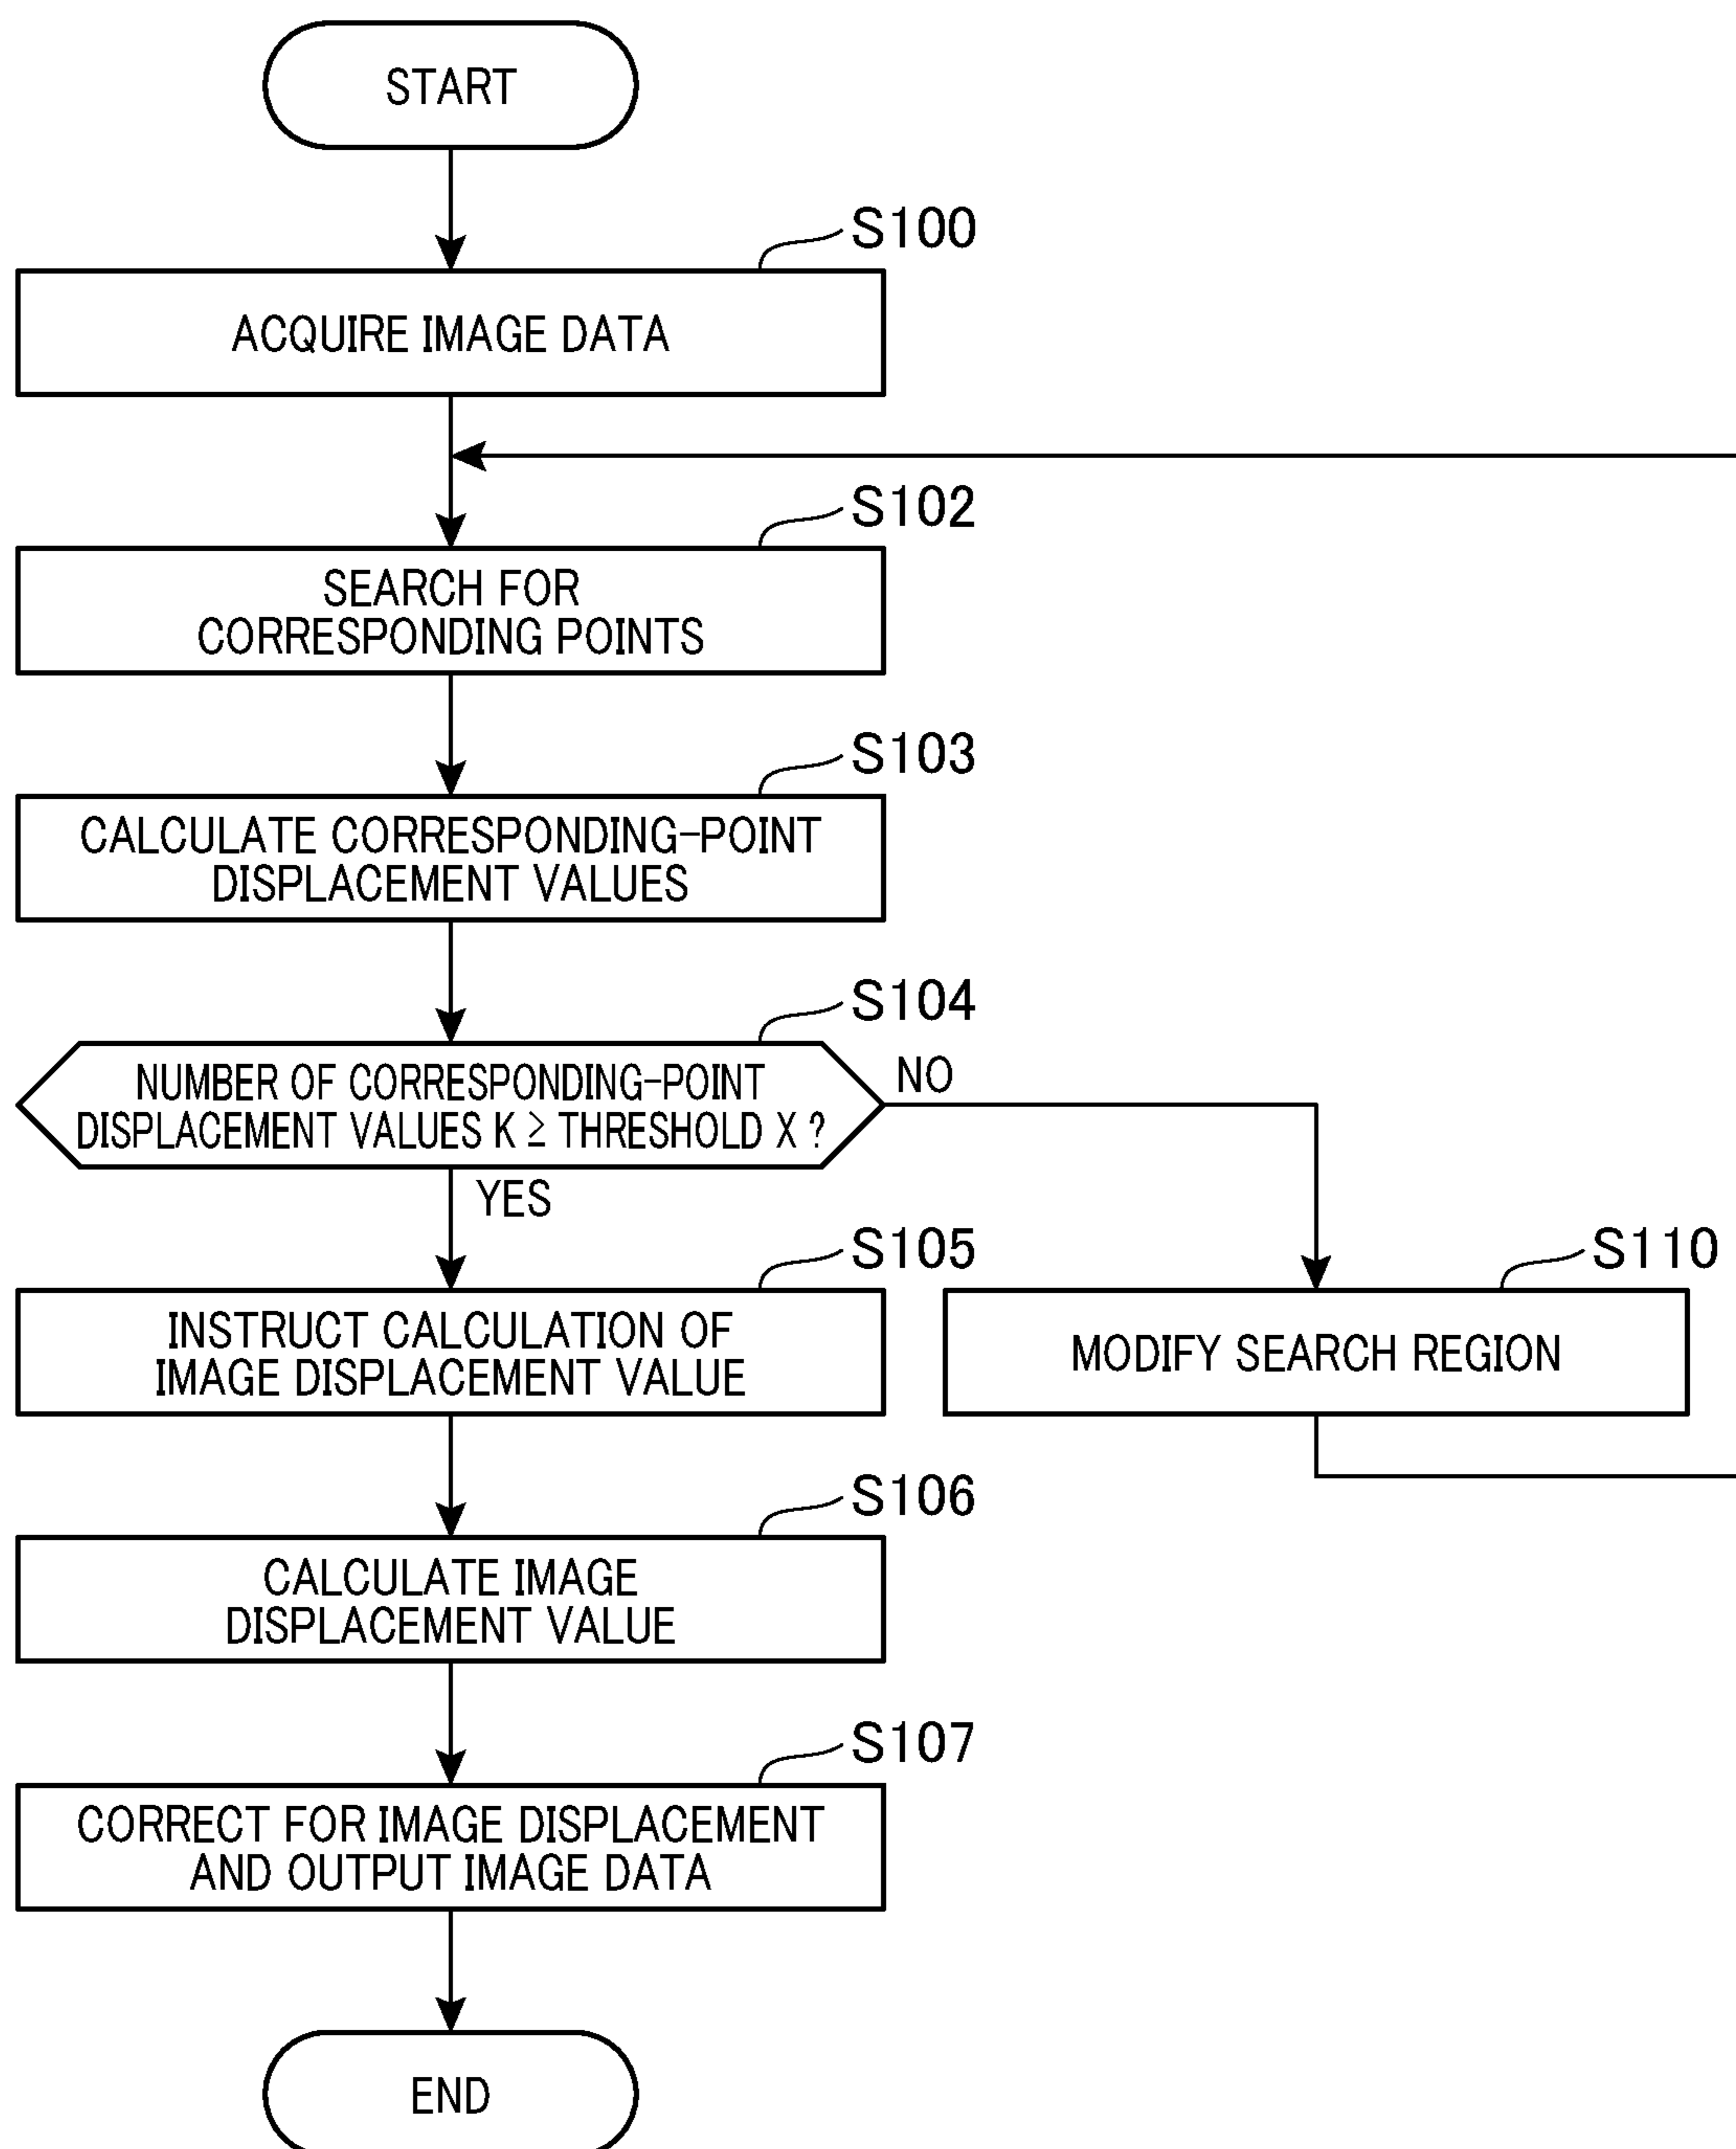 START
S100
ACQUIRE IMAGE DATA
S102
SEARCH FOR
CORRESPONDING POINTS
S103
CALCULATE CORRESPONDING-POINT
DISPLACEMENT VALUES
S104
NUMBER OF CORRESPONDING-POINT
DISPLACEMENT VALUES K ≥ THRESHOLD X ?
NO
YES
S105
INSTRUCT CALCULATION OF
IMAGE DISPLACEMENT VALUE
S110
MODIFY SEARCH REGION
S106
CALCULATE IMAGE
DISPLACEMENT VALUE
S107
CORRECT FOR IMAGE DISPLACEMENT
AND OUTPUT IMAGE DATA
END